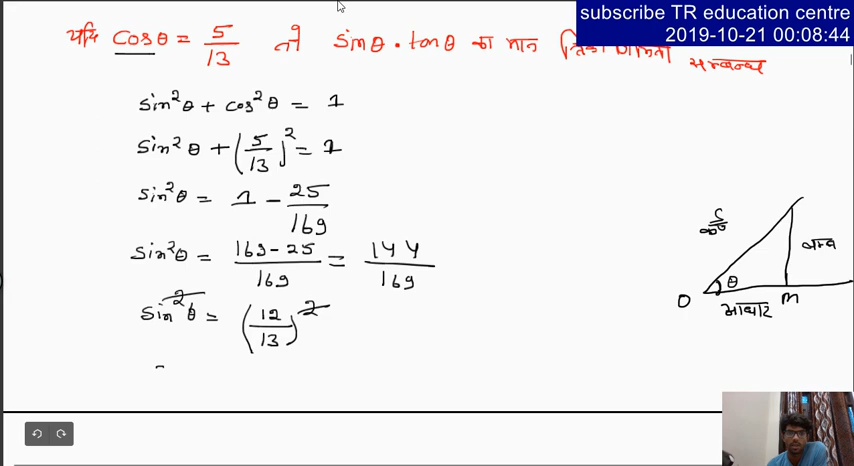 subscribe TR education centre
2019-10-21 00:08:44
यदि cosθ = 5/13 तो sinθ · tanθ का मान
सम्बन्ध
sin²θ + cos²θ = 1
sin²θ + (5/13)² = 1
sin²θ = 1 - 25/169
sin²θ = 169-25/169 = 144/169
sin²θ = (12/13)²
कर्ण
लम्ब
θ
O
आधार
M